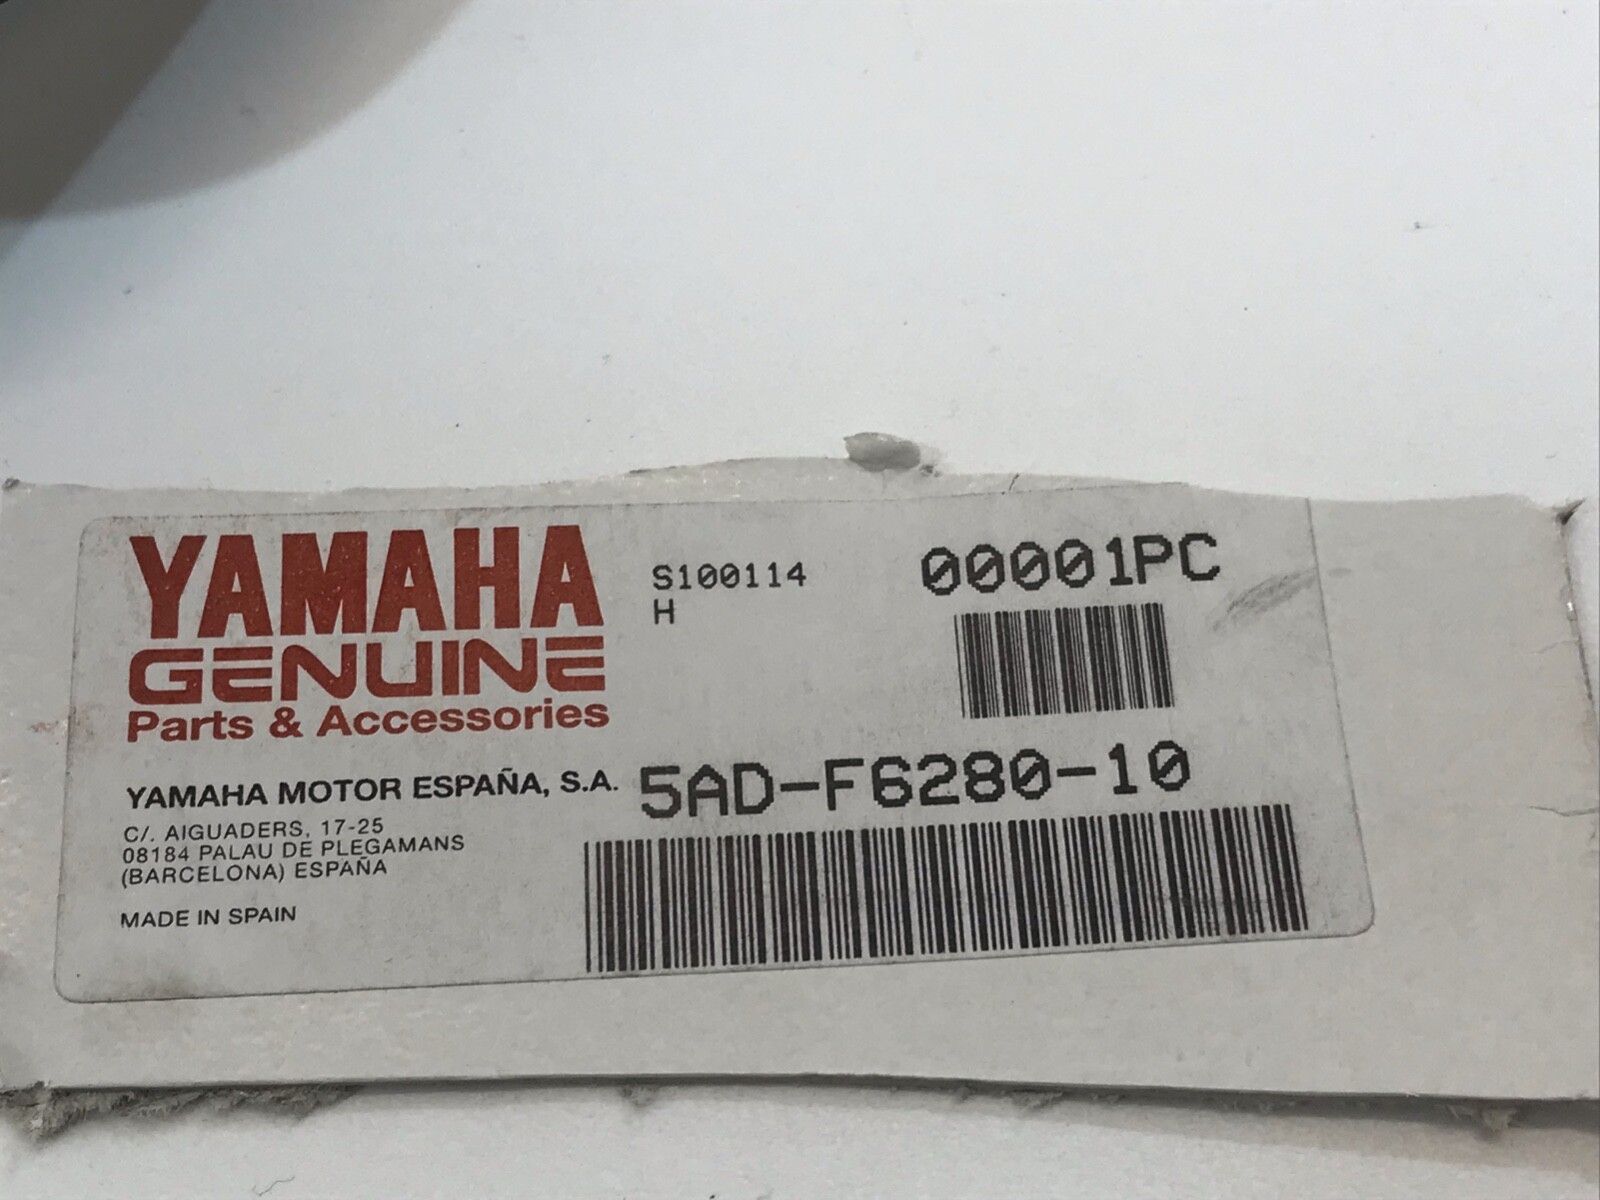 YAMAHA
GENUINE
Parts & Accessories
S100114
H
00001PC
YAMAHA MOTOR ESPAÑA, S.A.
5AD-F6280-10
C/. AIGUADERS, 17-25
08184 PALAU DE PLEGAMANS
(BARCELONA) ESPAÑA
MADE IN SPAIN